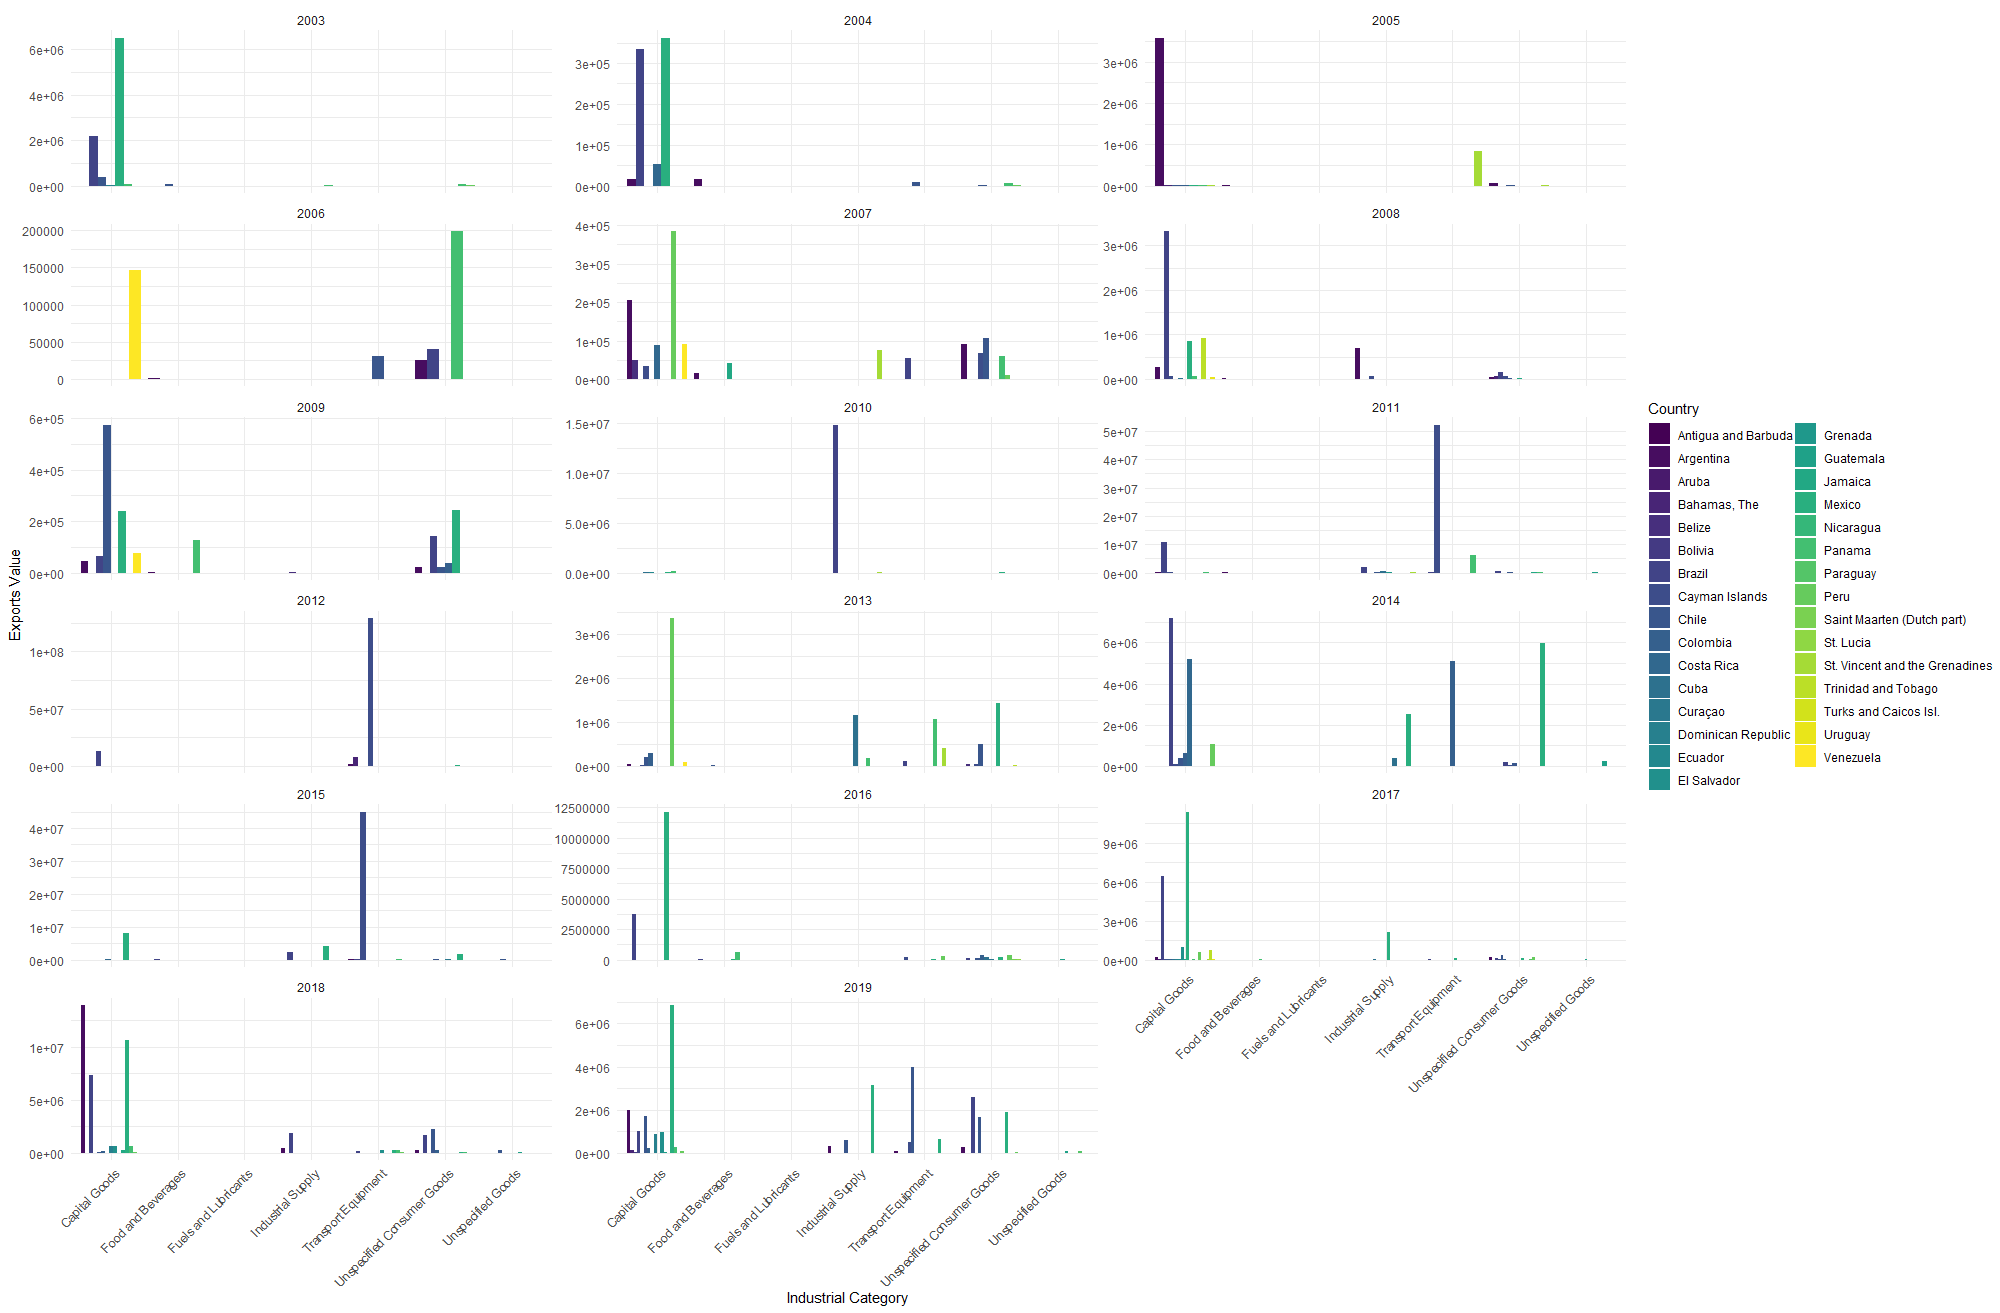 2003
6e+06
4e+06
2e+06
0e+00
2004
3e+05
2e+05
1e+05
0e+00
2005
3e+06
2e+06
1e+06
0e+00
2006
200000
150000
100000
50000
0
2007
4e+05
3e+05
2e+05
1e+05
0e+00
2008
3e+06
2e+06
1e+06
0e+00
2009
6e+05
4e+05
2e+05
0e+00
2010
1.5e+07
1.0e+07
5.0e+06
0.0e+00
2011
5e+07
4e+07
3e+07
2e+07
1e+07
0e+00
2012
1e+08
5e+07
0e+00
2013
3e+06
2e+06
1e+06
0e+00
2014
6e+06
4e+06
2e+06
0e+00
2015
4e+07
3e+07
2e+07
1e+07
0e+00
2016
12500000
10000000
7500000
5000000
2500000
0
2017
9e+06
6e+06
3e+06
0e+00
Capital Goods
Food and Beverages
Fuels and Lubricants
Industrial Supply
Transport Equipment
Unspecified Consumer Goods
Unspecified Goods
2018
1e+07
5e+06
0e+00
Capital Goods
Food and Beverages
Fuels and Lubricants
Industrial Supply
Transport Equipment
Unspecified Consumer Goods
Unspecified Goods
2019
6e+06
4e+06
2e+06
0e+00
Capital Goods
Food and Beverages
Fuels and Lubricants
Industrial Supply
Transport Equipment
Unspecified Consumer Goods
Unspecified Goods
Exports Value
Industrial Category
Country
Antigua and Barbuda
Argentina
Aruba
Bahamas, The
Belize
Bolivia
Brazil
Cayman Islands
Chile
Colombia
Costa Rica
Cuba
Curaçao
Dominican Republic
Ecuador
El Salvador
Grenada
Guatemala
Jamaica
Mexico
Nicaragua
Panama
Paraguay
Peru
Saint Maarten (Dutch part)
St. Lucia
St. Vincent and the Grenadines
Trinidad and Tobago
Turks and Caicos Isl.
Uruguay
Venezuela